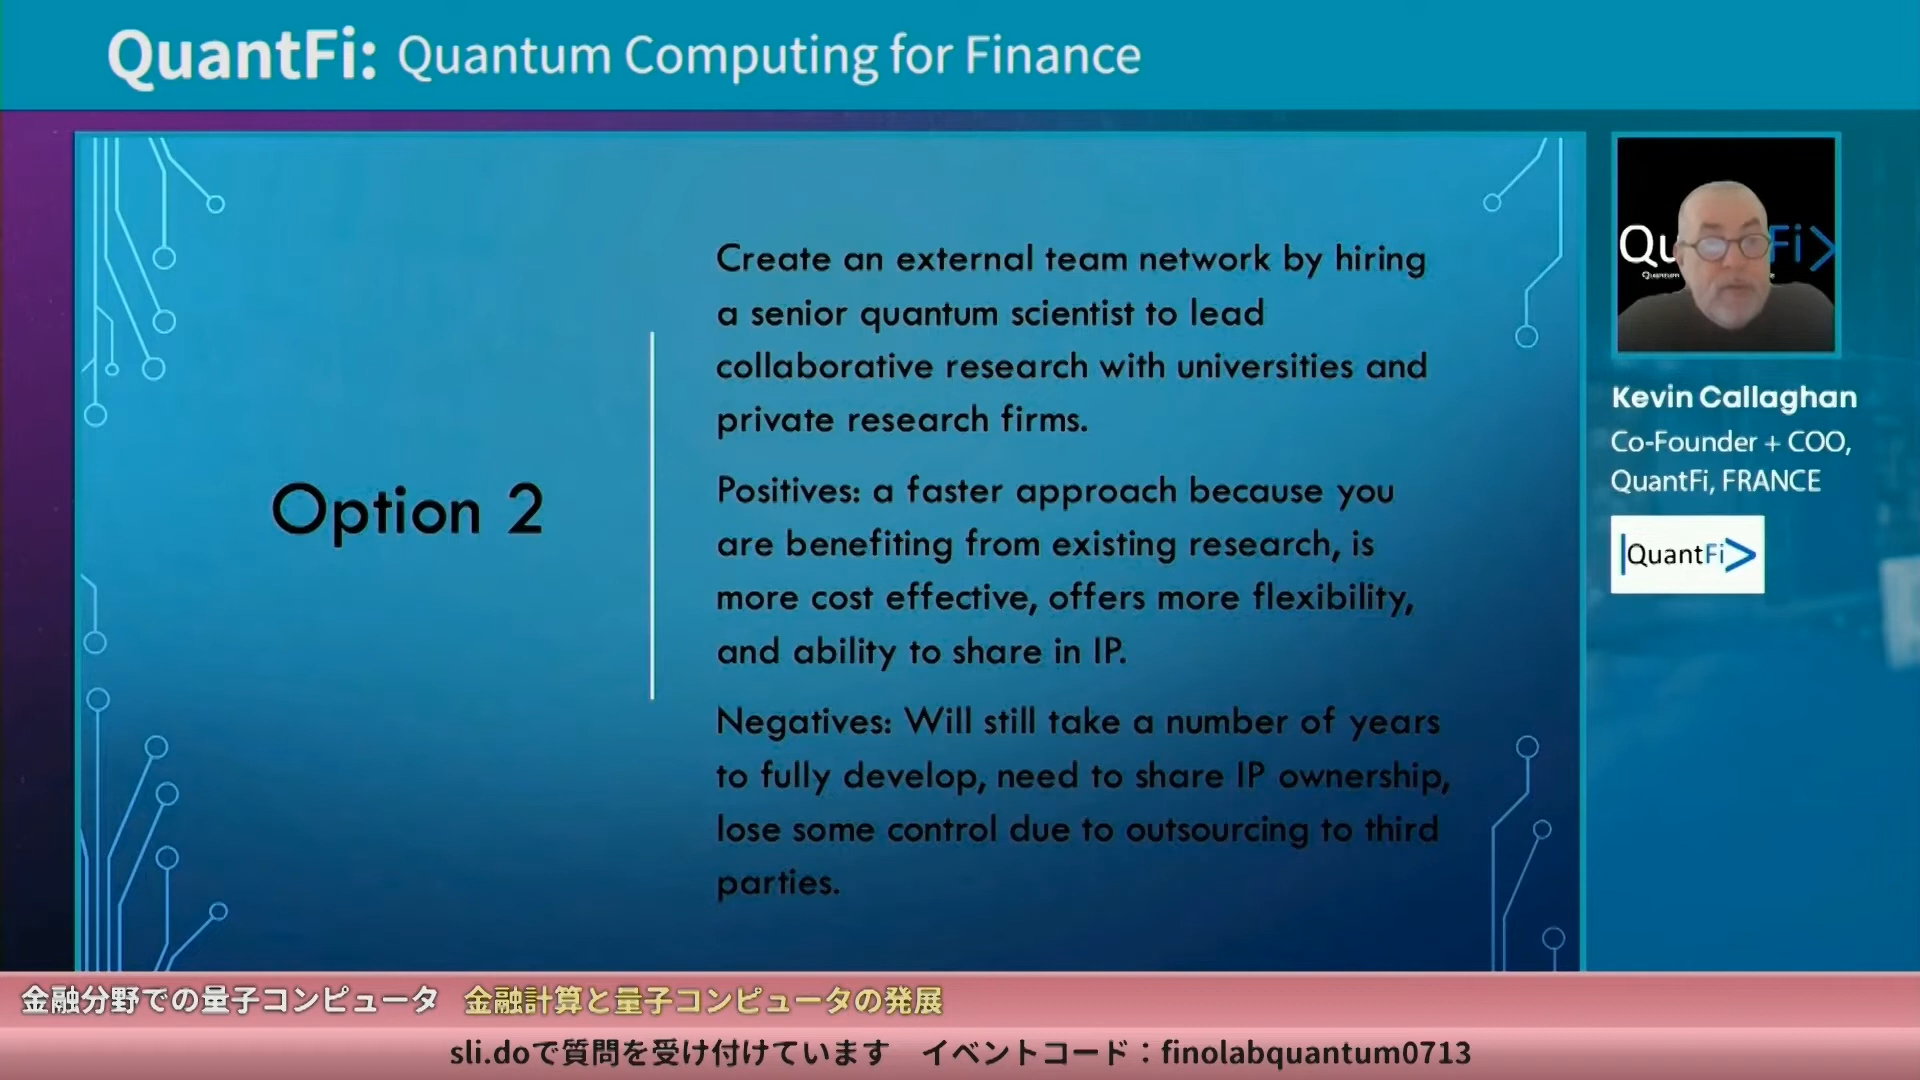 QuantFi: Quantum Computing for Finance
Option 2
Create an external team network by hiring
a senior quantum scientist to lead
collaborative research with universities and
private research firms.
Positives: a faster approach because you
are benefiting from existing research, is
more cost effective, offers more flexibility,
and ability to share in IP.
Negatives: Will still take a number of years
to fully develop, need to share IP ownership,
lose some control due to outsourcing to third
parties.
Qu Fi
Kevin Callaghan
Co-Founder + COO,
QuantFi, FRANCE
QuantFi
金融分野での量子コンピュータ 金融計算と量子コンピュータの発展
sli.doで質問を受け付けています イベントコード：finolabquantum0713